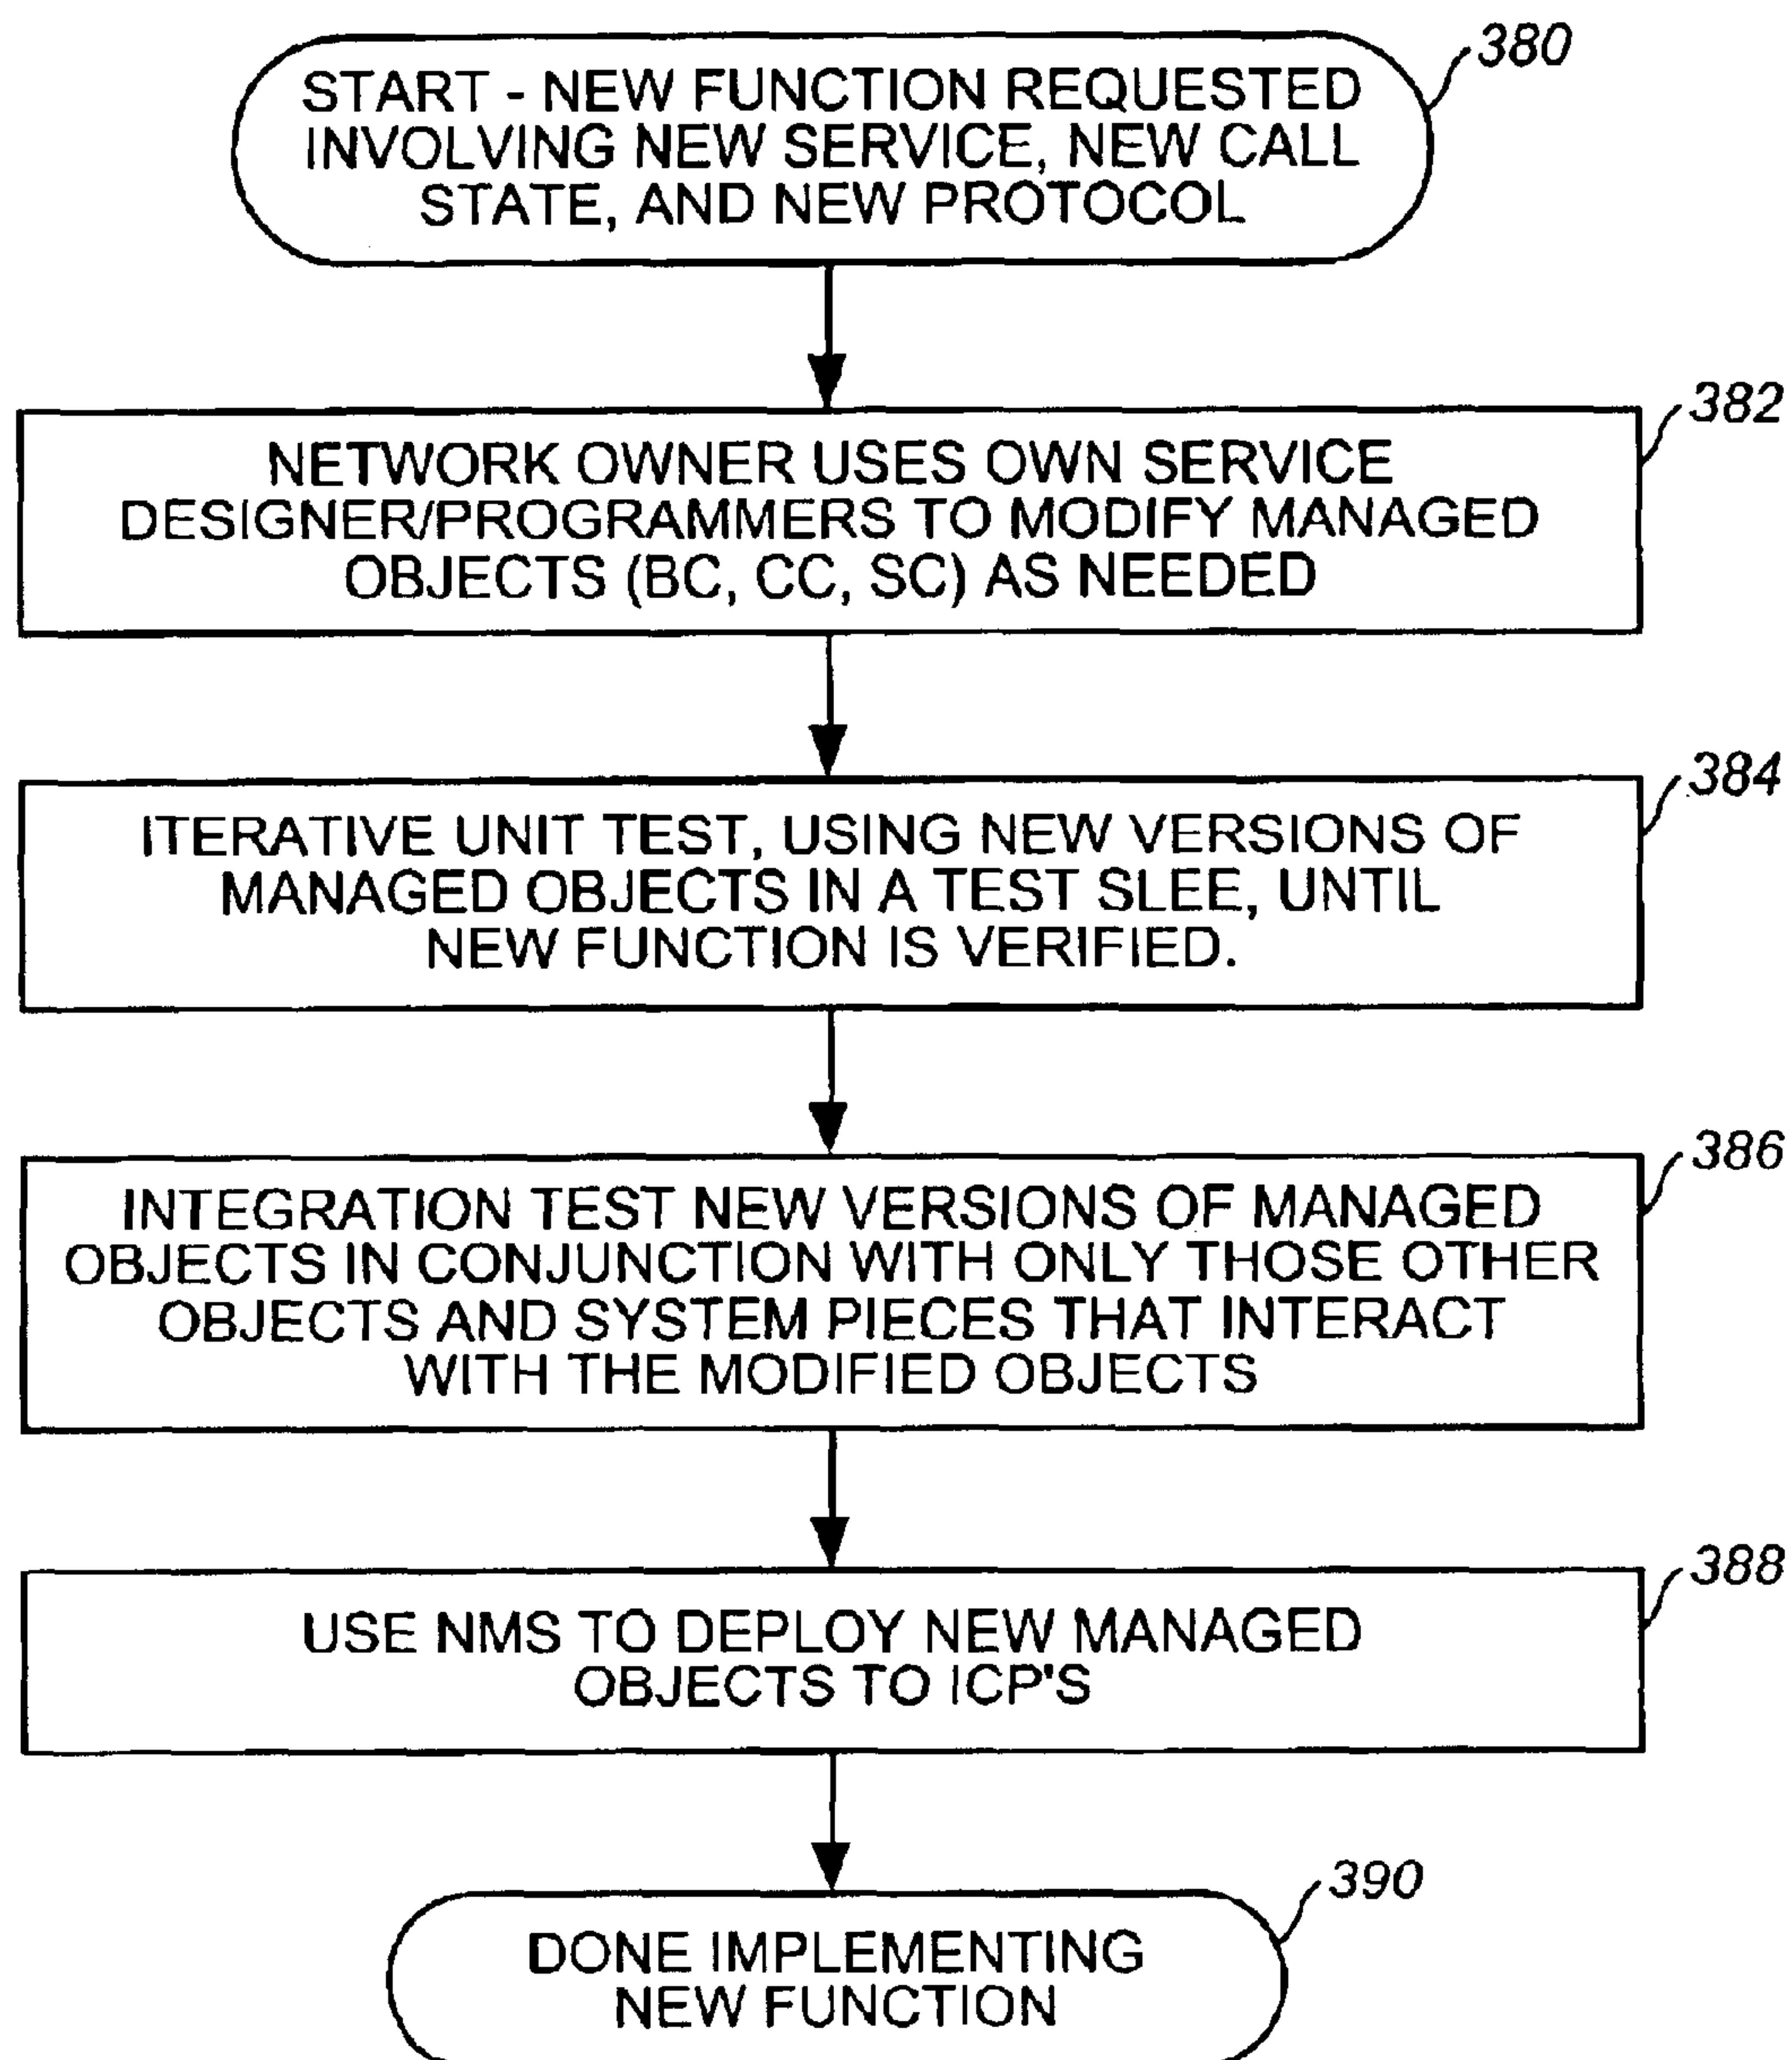 380
START - NEW FUNCTION REQUESTED
INVOLVING NEW SERVICE, NEW CALL
STATE, AND NEW PROTOCOL
382
NETWORK OWNER USES OWN SERVICE
DESIGNER/PROGRAMMERS TO MODIFY MANAGED
OBJECTS (BC, CC, SC) AS NEEDED
384
ITERATIVE UNIT TEST, USING NEW VERSIONS OF
MANAGED OBJECTS IN A TEST SLEE, UNTIL
NEW FUNCTION IS VERIFIED.
386
INTEGRATION TEST NEW VERSIONS OF MANAGED
OBJECTS IN CONJUNCTION WITH ONLY THOSE OTHER
OBJECTS AND SYSTEM PIECES THAT INTERACT
WITH THE MODIFIED OBJECTS
388
USE NMS TO DEPLOY NEW MANAGED
OBJECTS TO ICP'S
390
DONE IMPLEMENTING
NEW FUNCTION